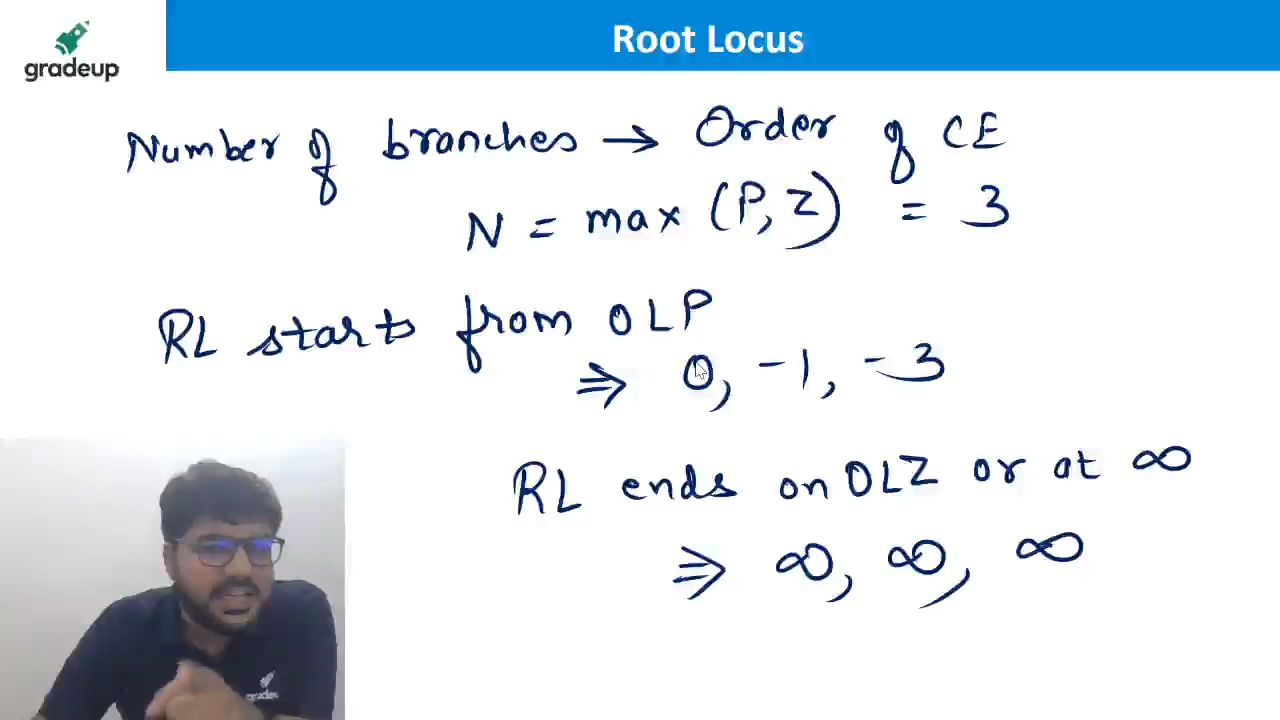 gradeup
Root Locus
Number of branches → Order of CE
N = max (P, Z) = 3
RL starts from OLP
⇒ 0, -1, -3
RL ends on OLZ or at ∞
⇒ ∞, ∞, ∞
gradeup